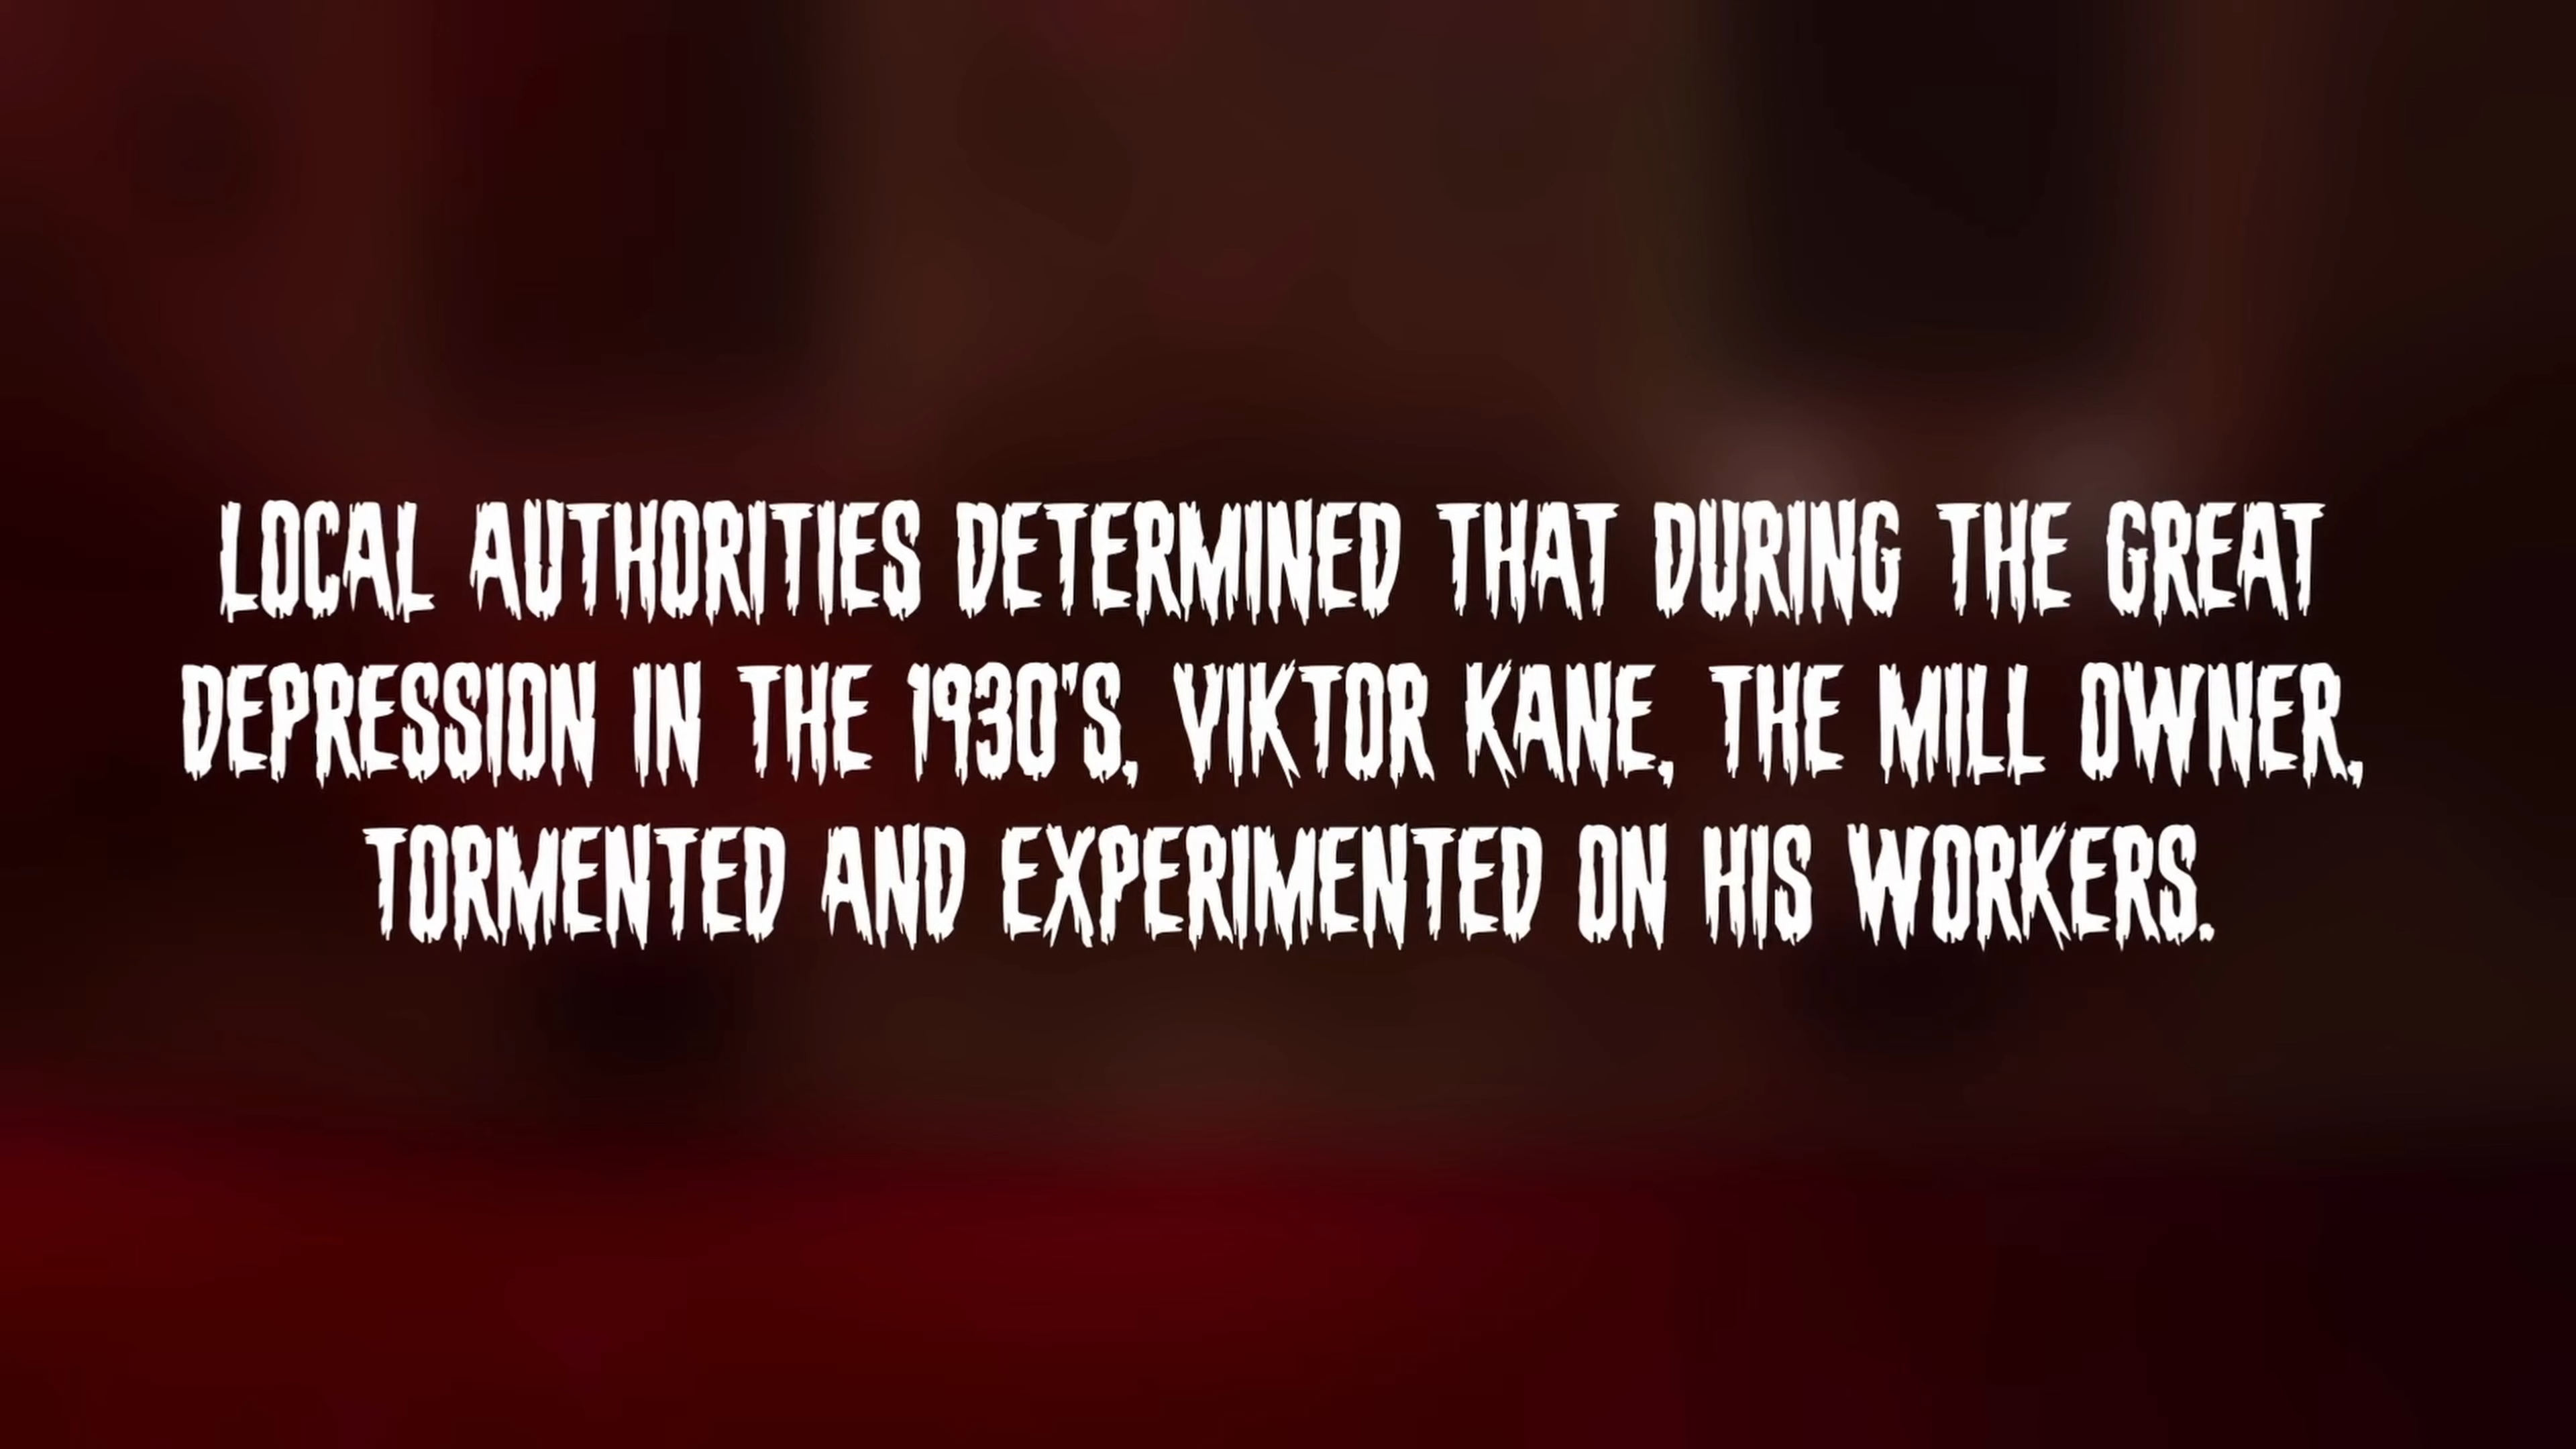 LOCAL AUTHORITIES DETERMINED THAT DURING THE GREAT
DEPRESSION IN THE 1930'S, VIKTOR KANE, THE MILL OWNER,
TORMENTED AND EXPERIMENTED ON HIS WORKERS.